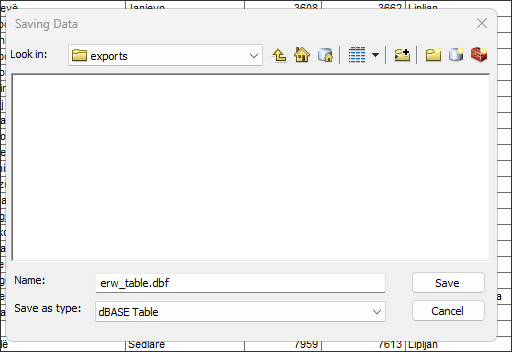 Janjevo 3608 3662 Lipljan
Saving Data
Look in: exports
Name: erw_table.dbf Save
Save as type: dBASE Table Cancel
Sedlare 7959 7613 Lipljan